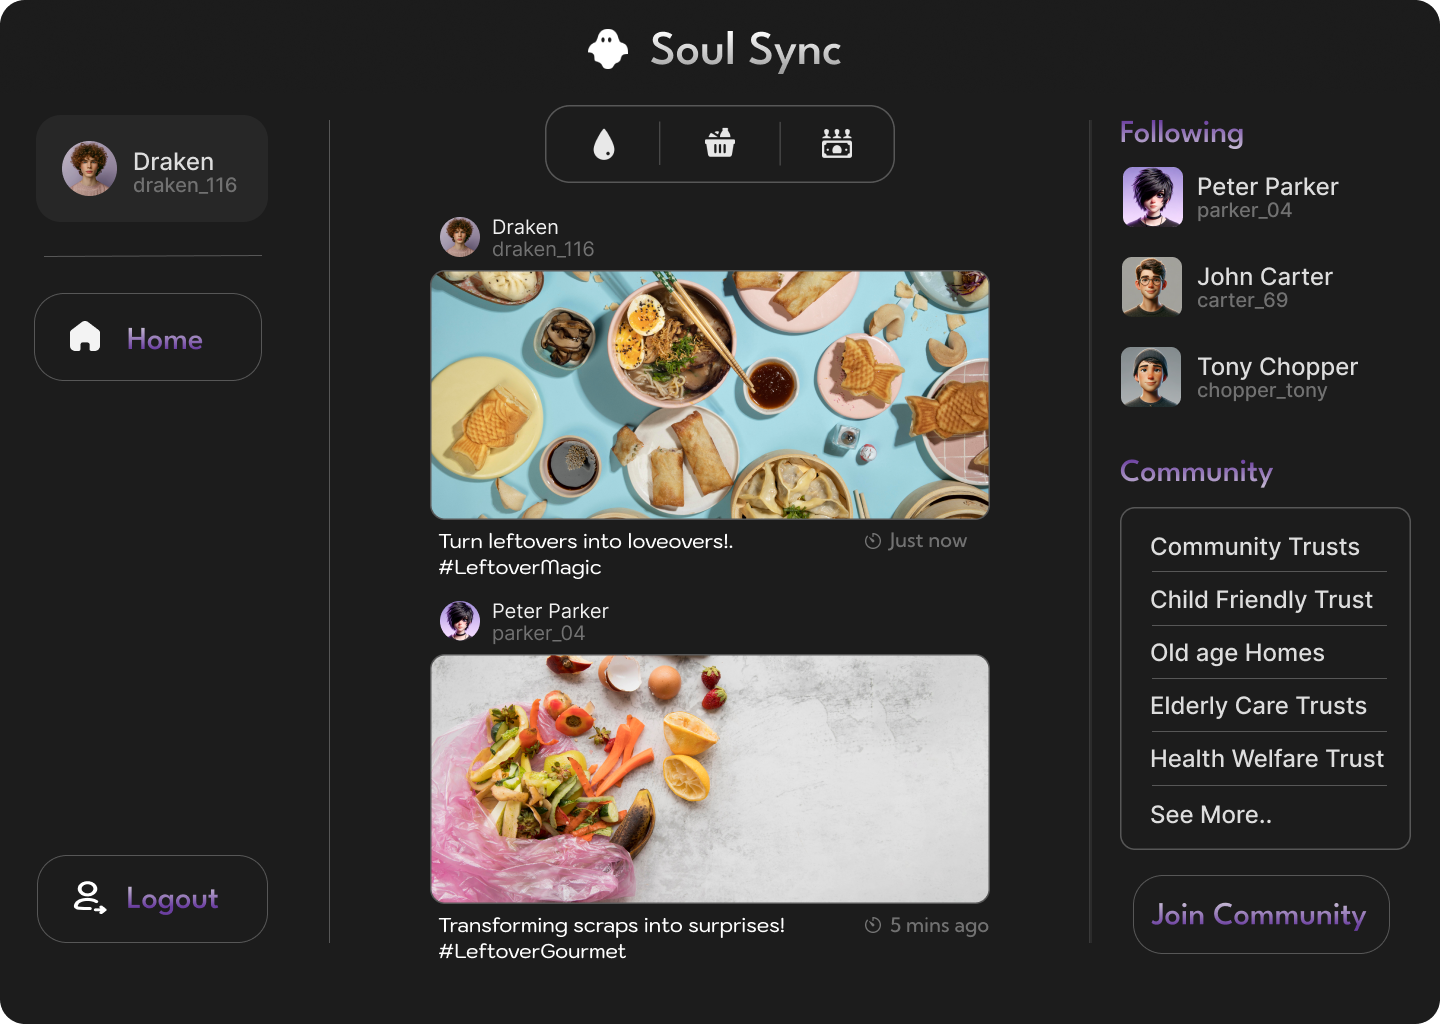 Soul Sync
Draken
draken_116
Home
Logout
Draken
draken_116
Turn leftovers into loveovers!.
#LeftoverMagic
Just now
Peter Parker
parker_04
Transforming scraps into surprises!
#LeftoverGourmet
5 mins ago
Following
Peter Parker
parker_04
John Carter
carter_69
Tony Chopper
chopper_tony
Community
Community Trusts
Child Friendly Trust
Old age Homes
Elderly Care Trusts
Health Welfare Trust
See More..
Join Community